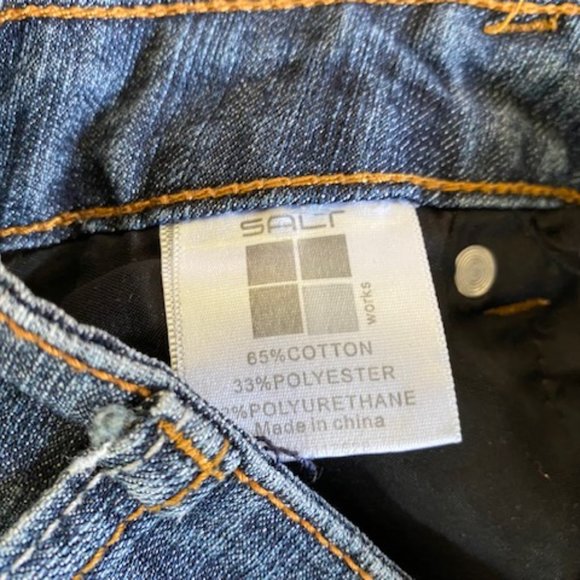 SALT
works
65%COTTON
33%POLYESTER
%POLYURETHANE
Made in china